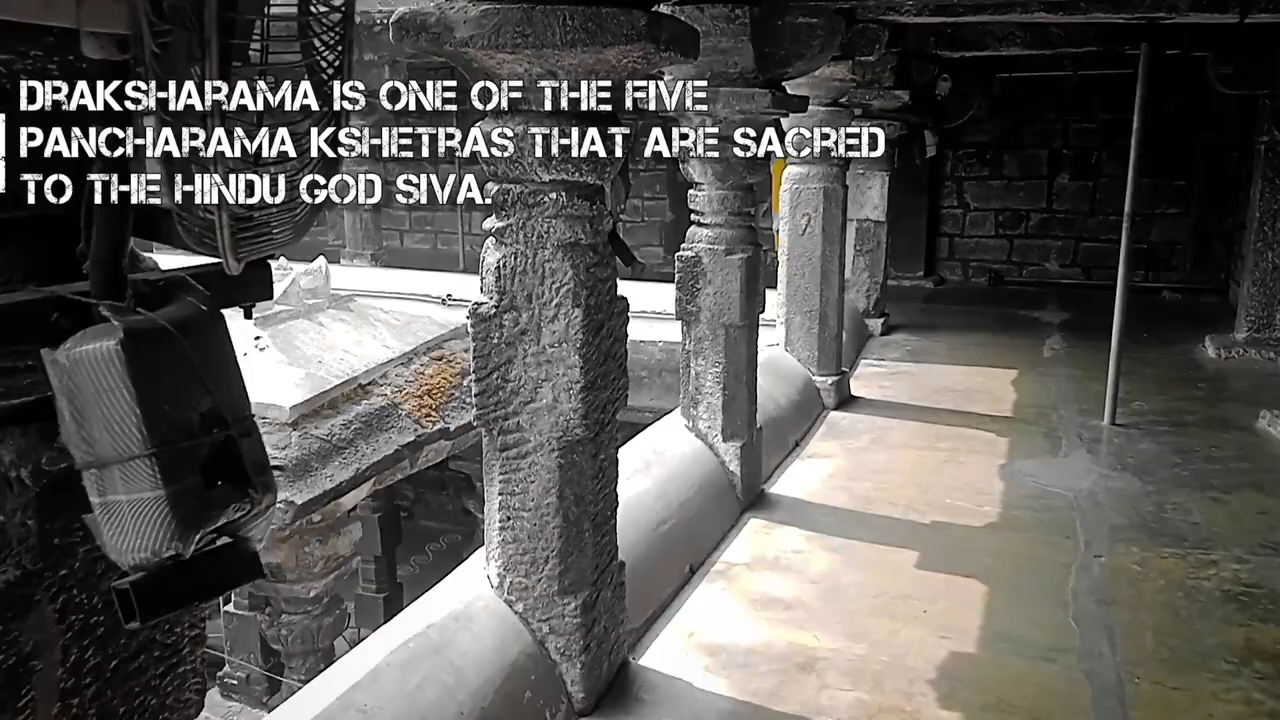 DRAKSHARAMA IS ONE OF THE FIVE
PANCHARAMA KSHETRAS THAT ARE SACRED
TO THE HINDU GOD SIVA.